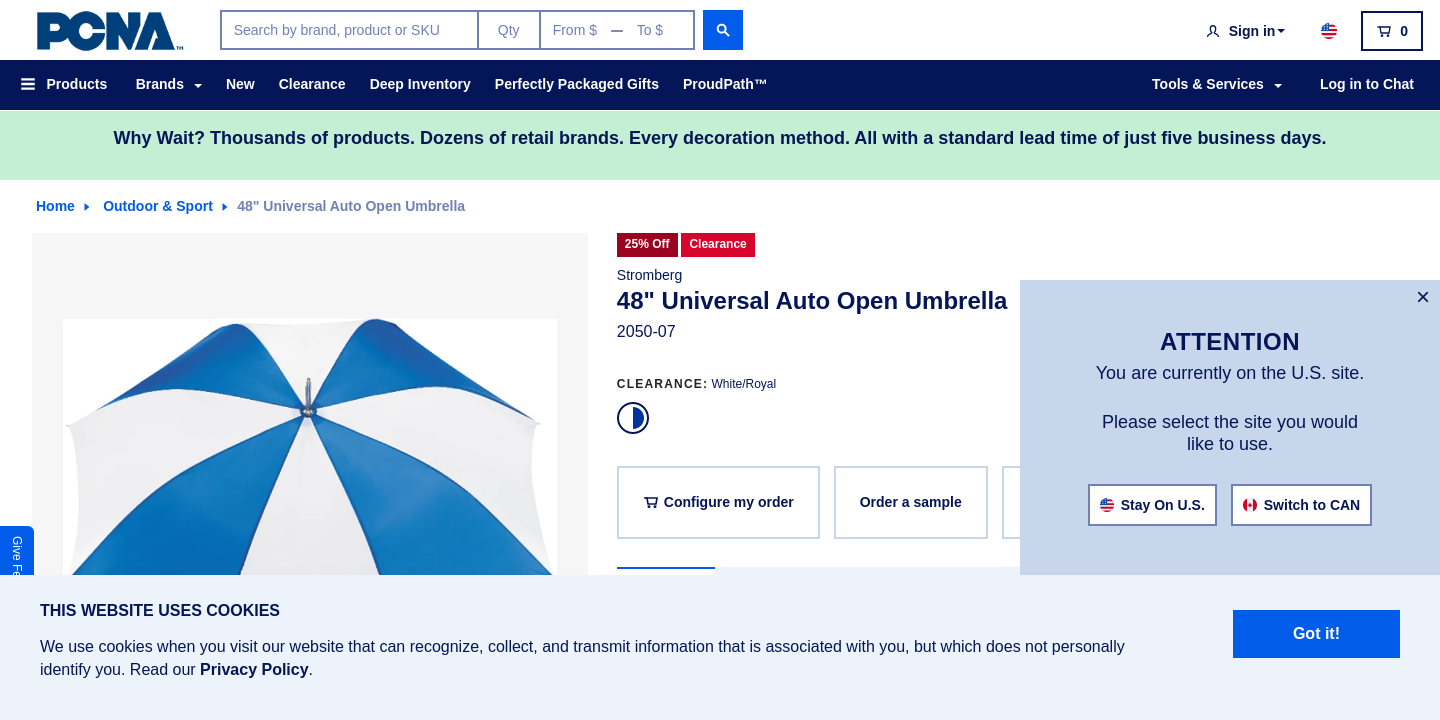 PCNA™
Search by brand, product or SKU
Qty
From $ — To $
Sign in
0
Products
Brands
New
Clearance
Deep Inventory
Perfectly Packaged Gifts
ProudPath™
Tools & Services
Log in to Chat
Why Wait? Thousands of products. Dozens of retail brands. Every decoration method. All with a standard lead time of just five business days.
Home
Outdoor & Sport
48" Universal Auto Open Umbrella
25% Off
Clearance
Stromberg
48" Universal Auto Open Umbrella
2050-07
CLEARANCE: White/Royal
Configure my order
Order a sample
×
ATTENTION
You are currently on the U.S. site.
Please select the site you would
like to use.
Stay On U.S.
Switch to CAN
Give
THIS WEBSITE USES COOKIES
We use cookies when you visit our website that can recognize, collect, and transmit information that is associated with you, but which does not personally
identify you. Read our Privacy Policy.
Got it!